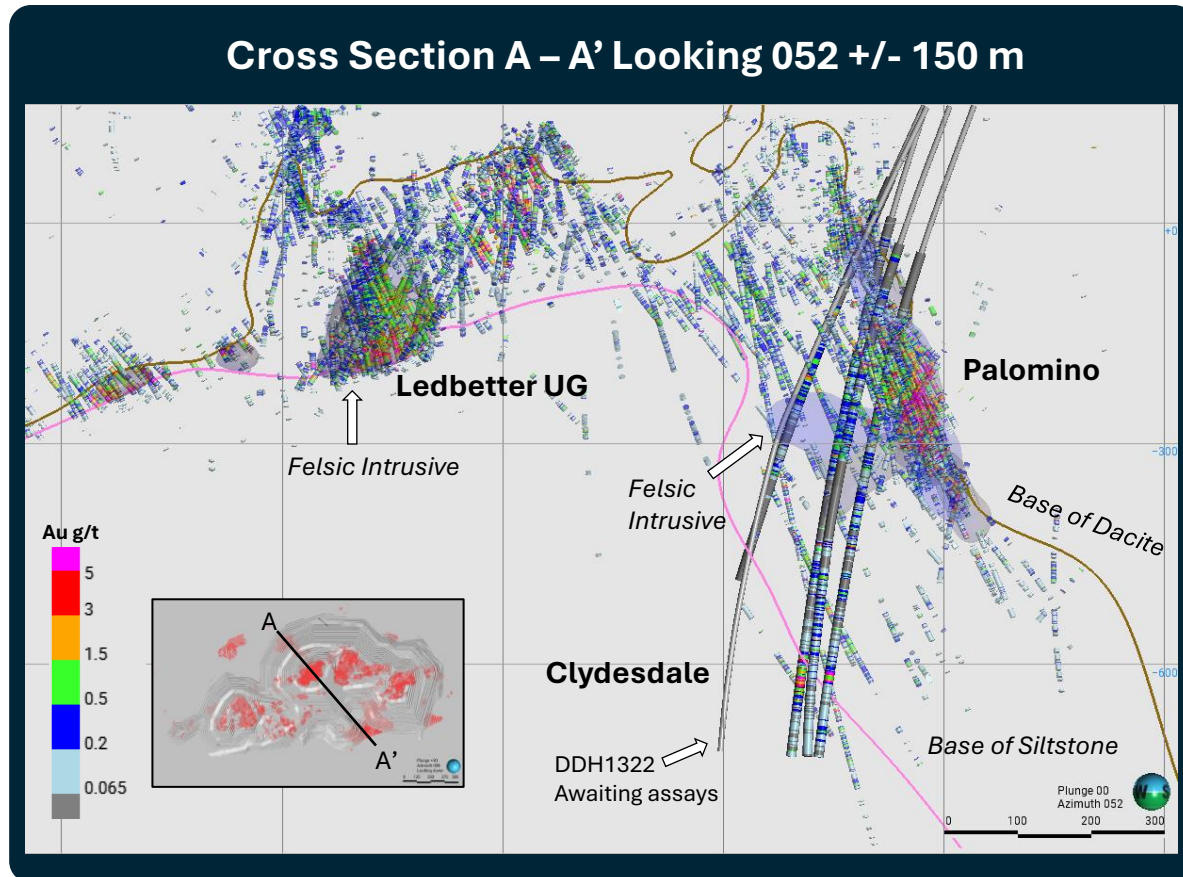 Cross Section A – A’ Looking 052 +/- 150 m
+0
Palomino
Ledbetter UG
Felsic Intrusive
-300
Felsic
Intrusive
Base of Dacite
Au g/t
5
3
1.5
0.5
0.2
0.065
A
A'
Clydesdale
-600
Base of Siltstone
DDH1322
Awaiting assays
Plunge 00
Azimuth 052
W
S
0
100
200
300